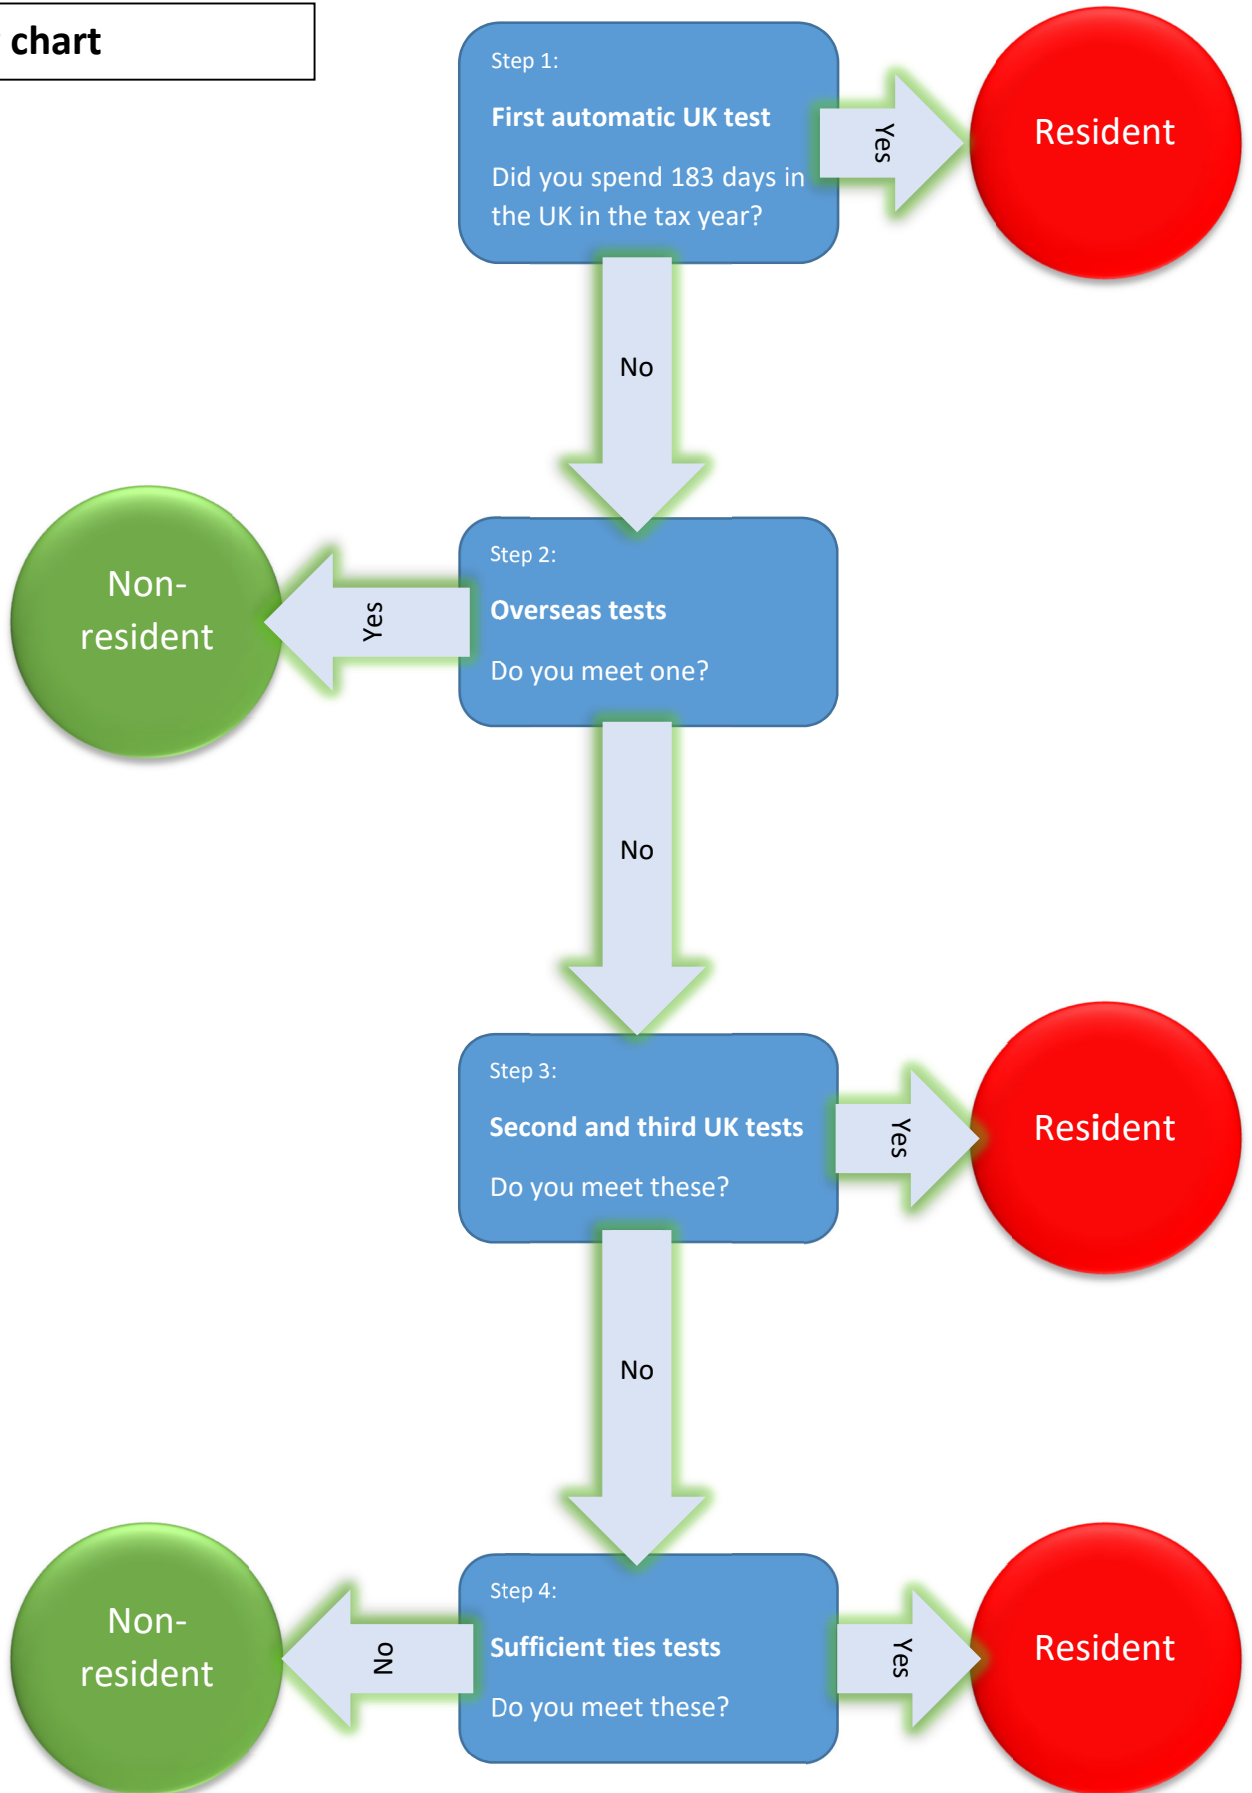 chart
Step 1:
First automatic UK test
Did you spend 183 days in
the UK in the tax year?
Yes
Resident
No
Step 2:
Overseas tests
Do you meet one?
Yes
Non-
resident
No
Step 3:
Second and third UK tests
Do you meet these?
Yes
Resident
No
Step 4:
Sufficient ties tests
Do you meet these?
No
Non-
resident
Yes
Resident